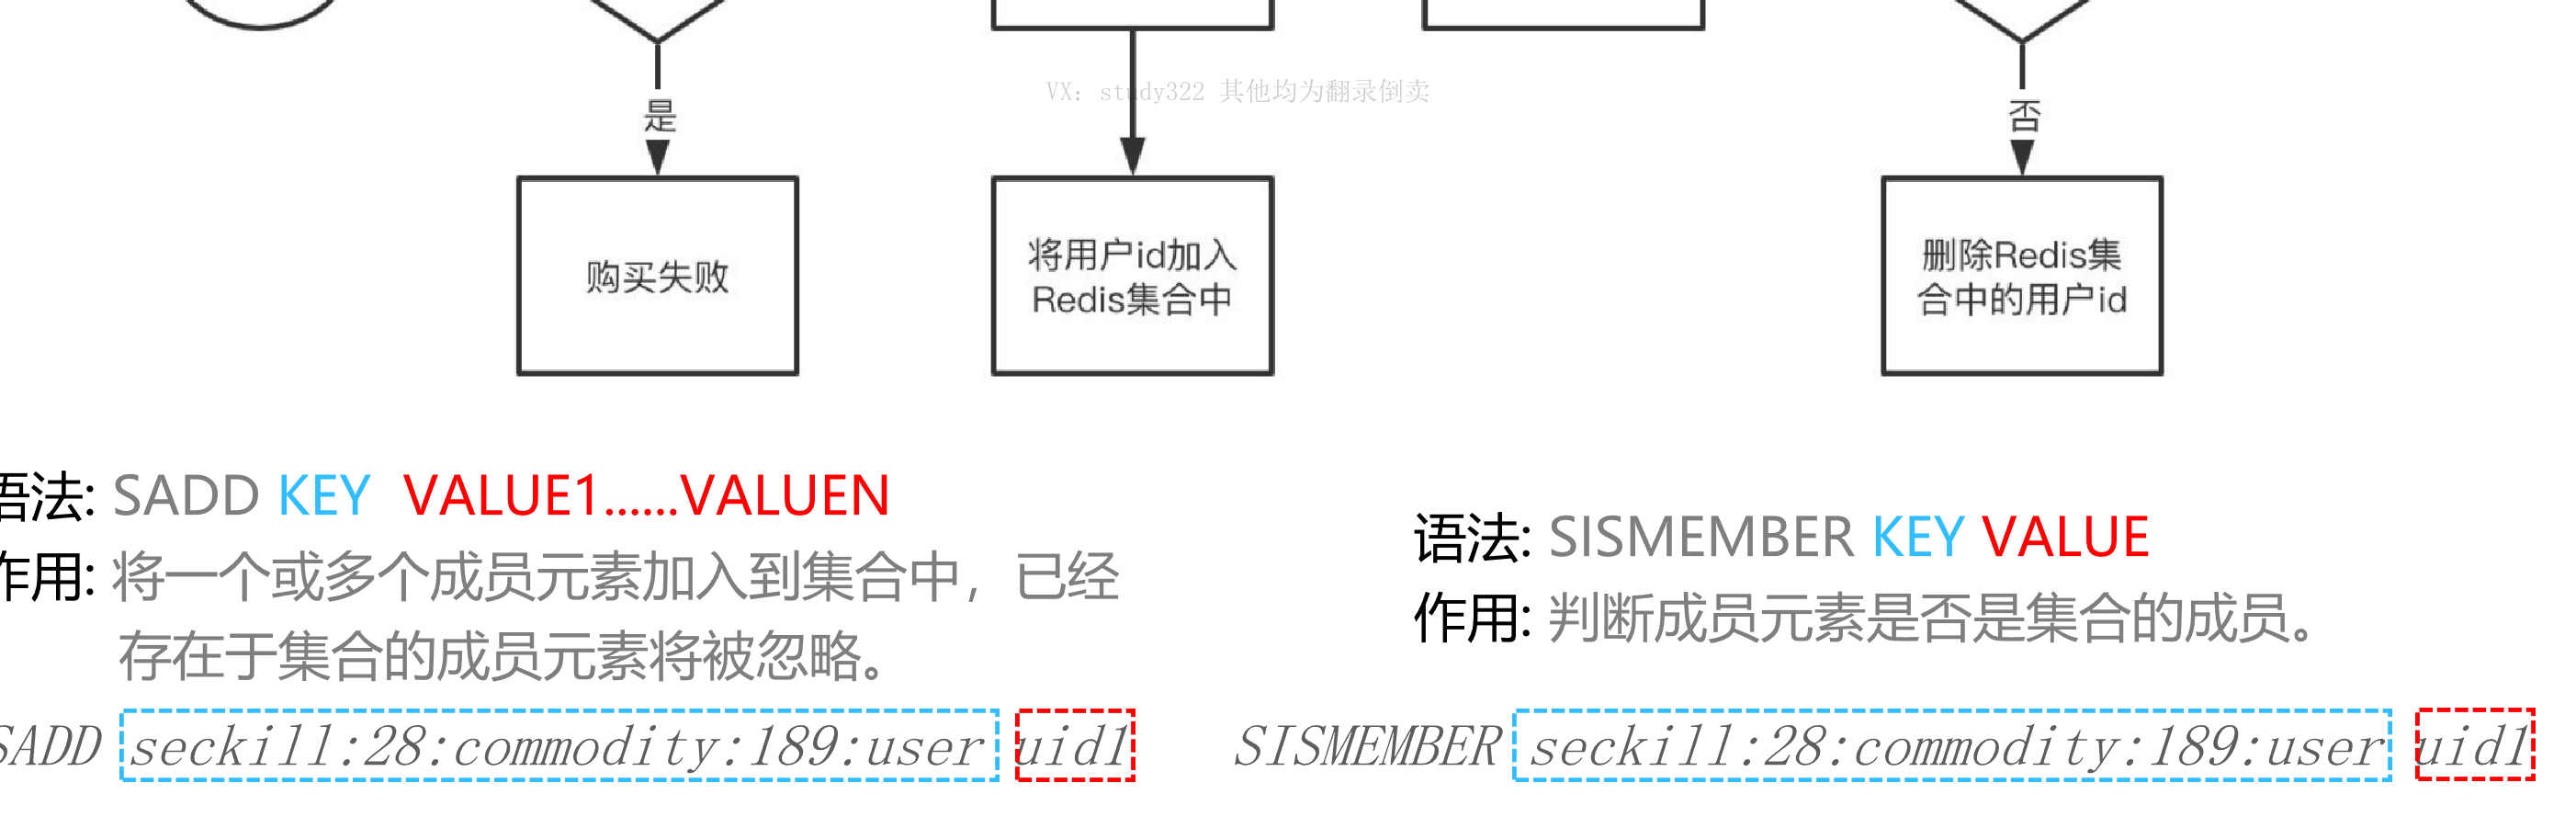 VX: study322 其他均为翻录倒卖
是
否
购买失败
将用户id加入
Redis集合中
删除Redis集
合中的用户id
语法: SADD KEY VALUE1......VALUEN
作用: 将一个或多个成员元素加入到集合中，已经
存在于集合的成员元素将被忽略。
SADD seckill:28:commodity:189:user uid1
语法: SISMEMBER KEY VALUE
作用: 判断成员元素是否是集合的成员。
SISMEMBER seckill:28:commodity:189:user uid1